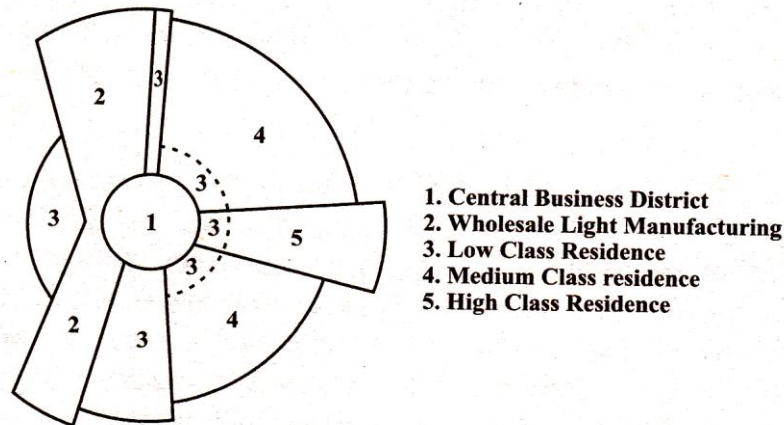 3
2
4
3
3
1
3
5
3
2
3
4
1. Central Business District
2. Wholesale Light Manufacturing
3. Low Class Residence
4. Medium Class residence
5. High Class Residence